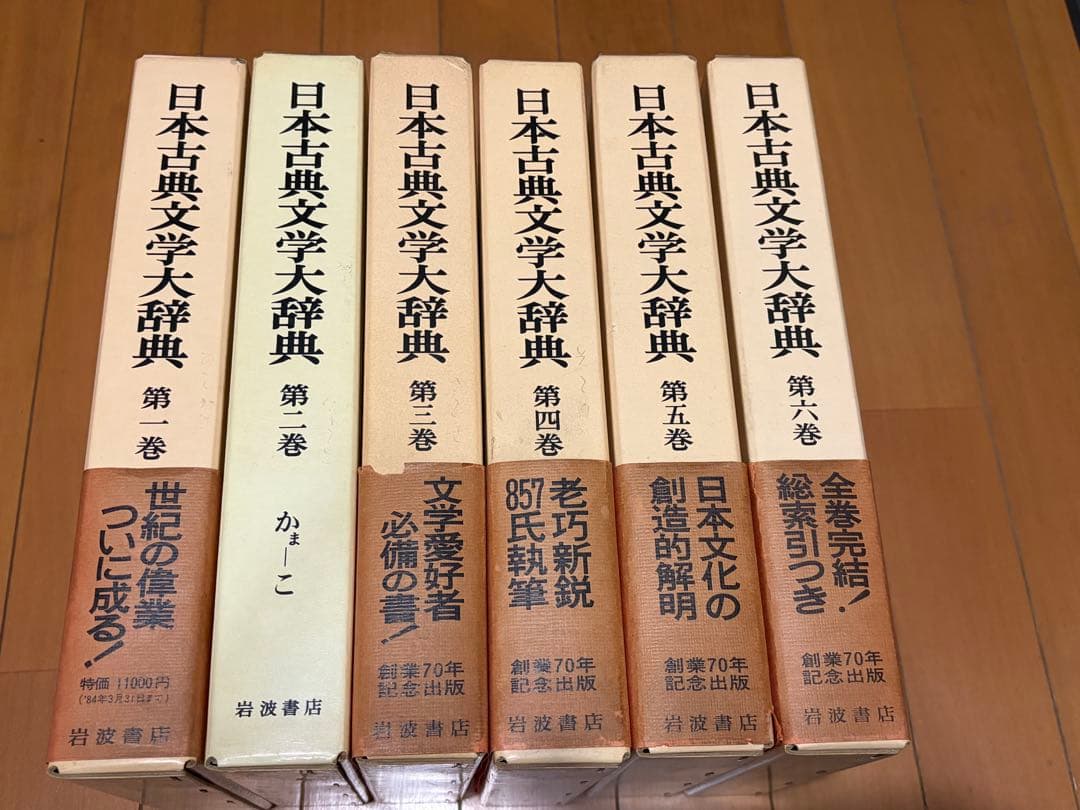 日本古典文学大辞典
第一巻
世紀の偉業
ついに成る!
特価 11000円
('84年3月31日まで)
岩波書店
日本古典文学大辞典
第二巻
かま—こ
岩波書店
日本古典文学大辞典
第三巻
文学愛好者
必備の書!
創業70年
記念出版
岩波書店
日本古典文学大辞典
第四巻
老巧新鋭
857氏執筆
創業70年
記念出版
岩波書店
日本古典文学大辞典
第五巻
日本文化の
創造的解明
創業70年
記念出版
岩波書店
日本古典文学大辞典
第六巻
全巻完結!
総索引つき
創業70年
記念出版
岩波書店